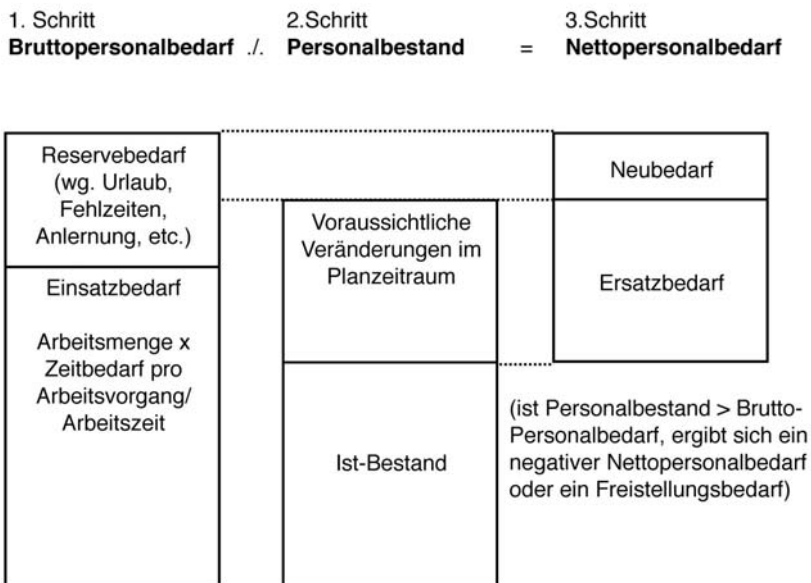 1. Schritt 2.Schritt 3.Schritt
Bruttopersonalbedarf ./. Personalbestand = Nettopersonalbedarf
Reservebedarf
(wg. Urlaub,
Fehlzeiten,
Anlernung, etc.)
Einsatzbedarf
Arbeitsmenge x
Zeitbedarf pro
Arbeitsvorgang/
Arbeitszeit
Voraussichtliche
Veränderungen im
Planzeitraum
Ist-Bestand
Neubedarf
Ersatzbedarf
(ist Personalbestand > Brutto-
Personalbedarf, ergibt sich ein
negativer Nettopersonalbedarf
oder ein Freistellungsbedarf)